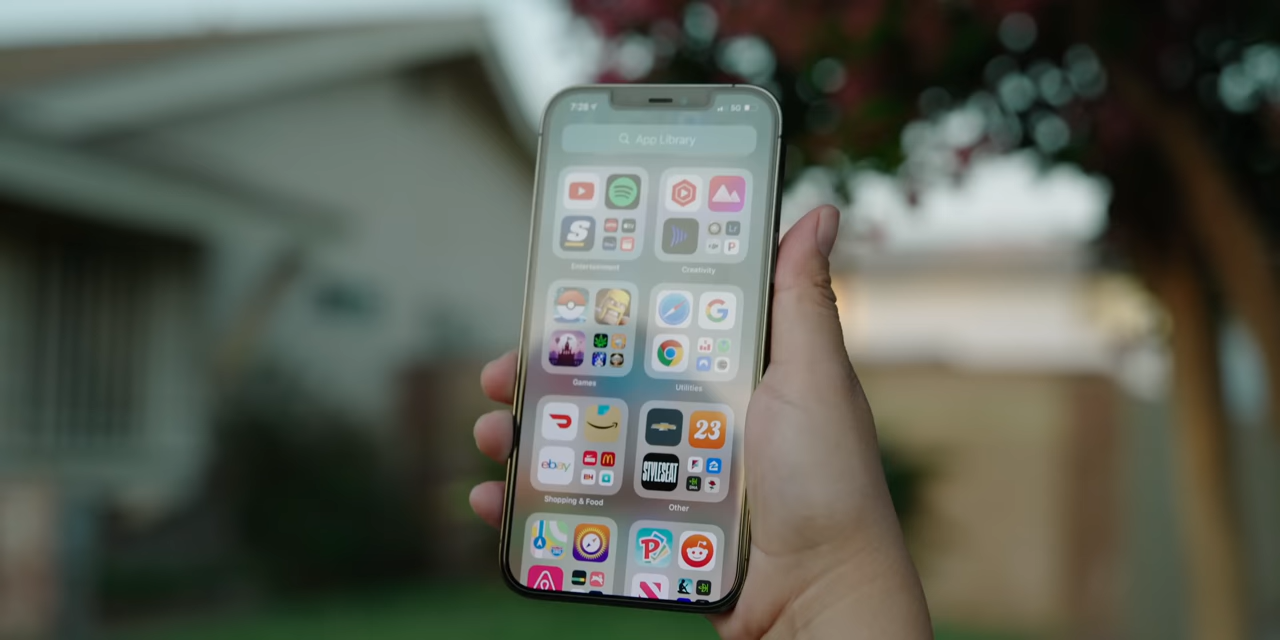 7:28
5G
App Library
Entertainment
Creativity
Games
Utilities
ebay
23
STYLESEAT
Shopping & Food
Other